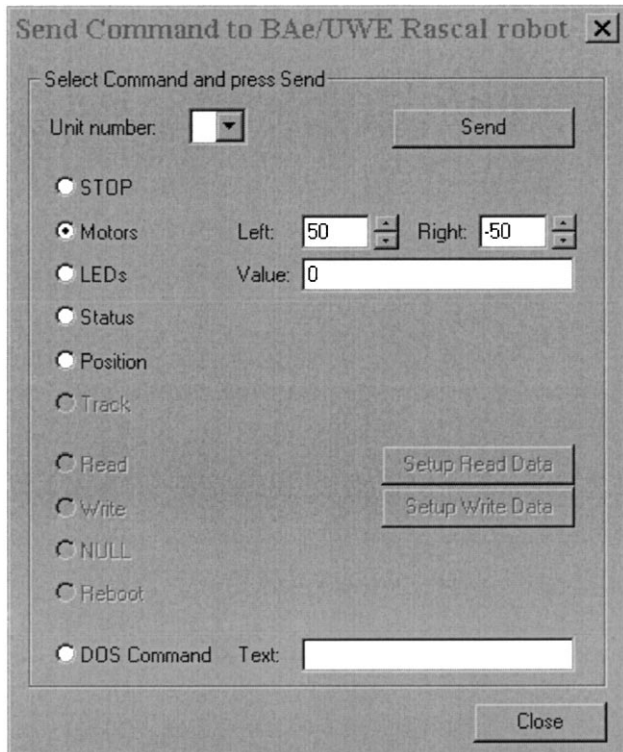 Send Command to BAe/UWE Rascal robot
Select Command and press Send
Unit number: Send
STOP
Motors Left: 50 Right: -50
LEDs Value: 0
Status
Position
Track
Read Setup Read Data
Write Setup Write Data
NULL
Reboot
DOS Command Text:
Close